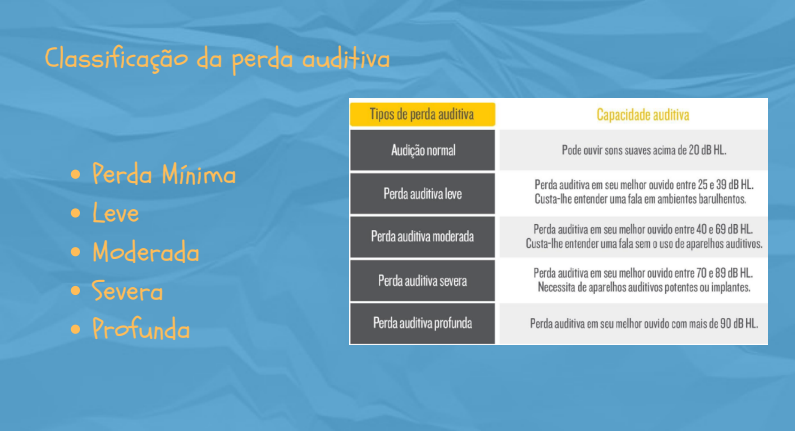 Classificação da perda auditiva
• Perda Mínima
• Leve
• Moderada
• Severa
• Profunda
Tipos de perda auditiva
Capacidade auditiva
Audição normal
Pode ouvir sons suaves acima de 20 dB HL.
Perda auditiva leve
Perda auditiva em seu melhor ouvido entre 25 e 39 dB HL.
Custa-lhe entender uma fala em ambientes barulhentos.
Perda auditiva moderada
Perda auditiva em seu melhor ouvido entre 40 e 69 dB HL.
Custa-lhe entender uma fala sem o uso de aparelhos auditivos.
Perda auditiva severa
Perda auditiva em seu melhor ouvido entre 70 e 89 dB HL.
Necessita de aparelhos auditivos potentes ou implantes.
Perda auditiva profunda
Perda auditiva em seu melhor ouvido com mais de 90 dB HL.